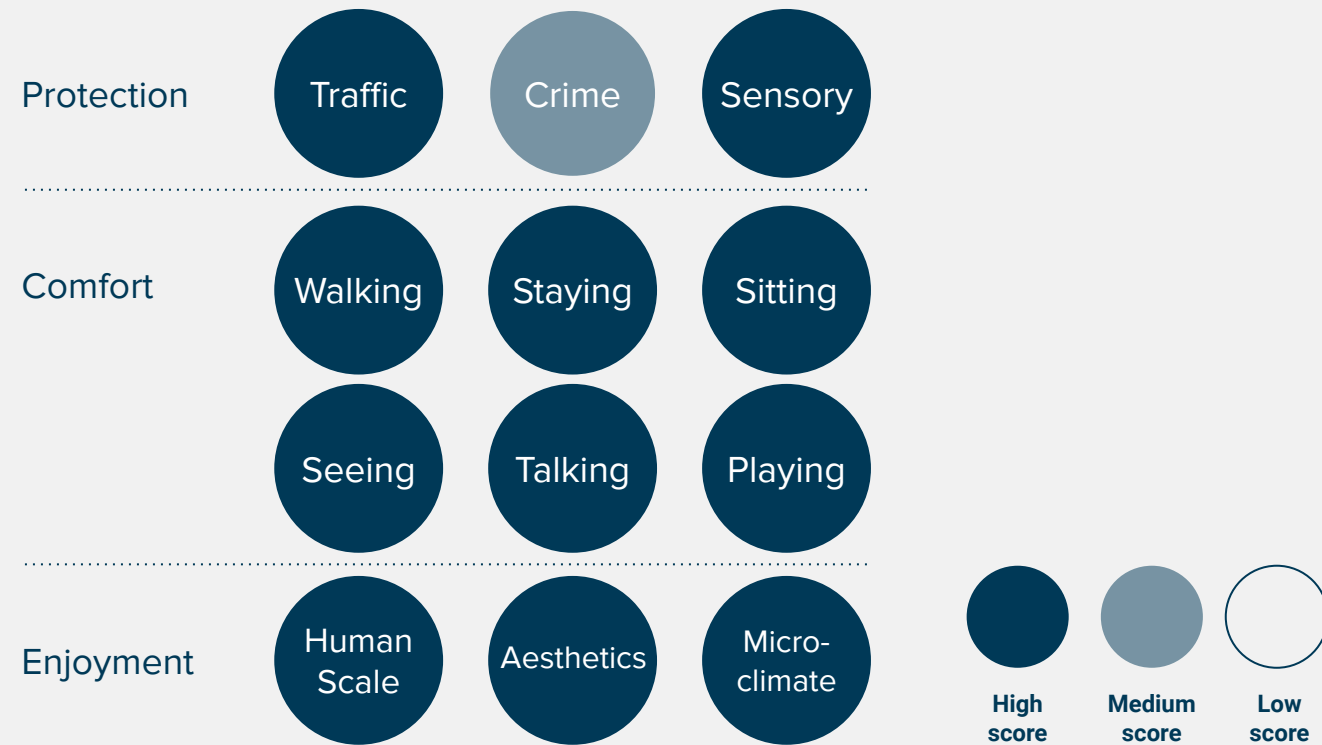 Protection
Traffic
Crime
Sensory
Comfort
Walking
Staying
Sitting
Seeing
Talking
Playing
Enjoyment
Human
Scale
Aesthetics
Micro-
climate
High
score
Medium
score
Low
score